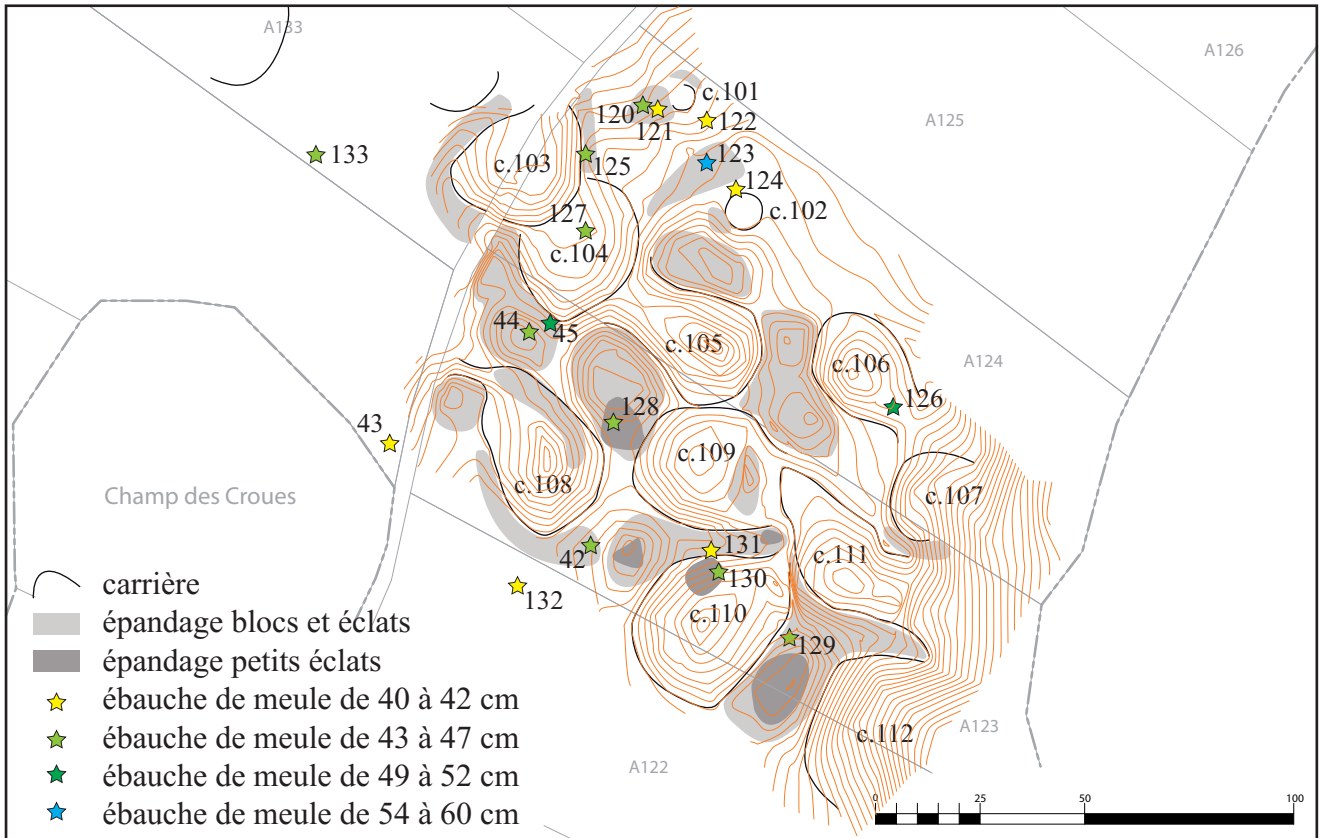 A133
A126
c.101
120
121
122
A125
133
c.103
125
123
124
127
c.102
c.104
44
45
c.105
c.106
A124
126
128
43
c.109
c.108
c.107
Champ des Croues
42
131
c.111
130
132
c.110
129
carrière
épandage blocs et éclats
épandage petits éclats
ébauche de meule de 40 à 42 cm
ébauche de meule de 43 à 47 cm
ébauche de meule de 49 à 52 cm
ébauche de meule de 54 à 60 cm
c.112
A123
A122
0 25 50 100